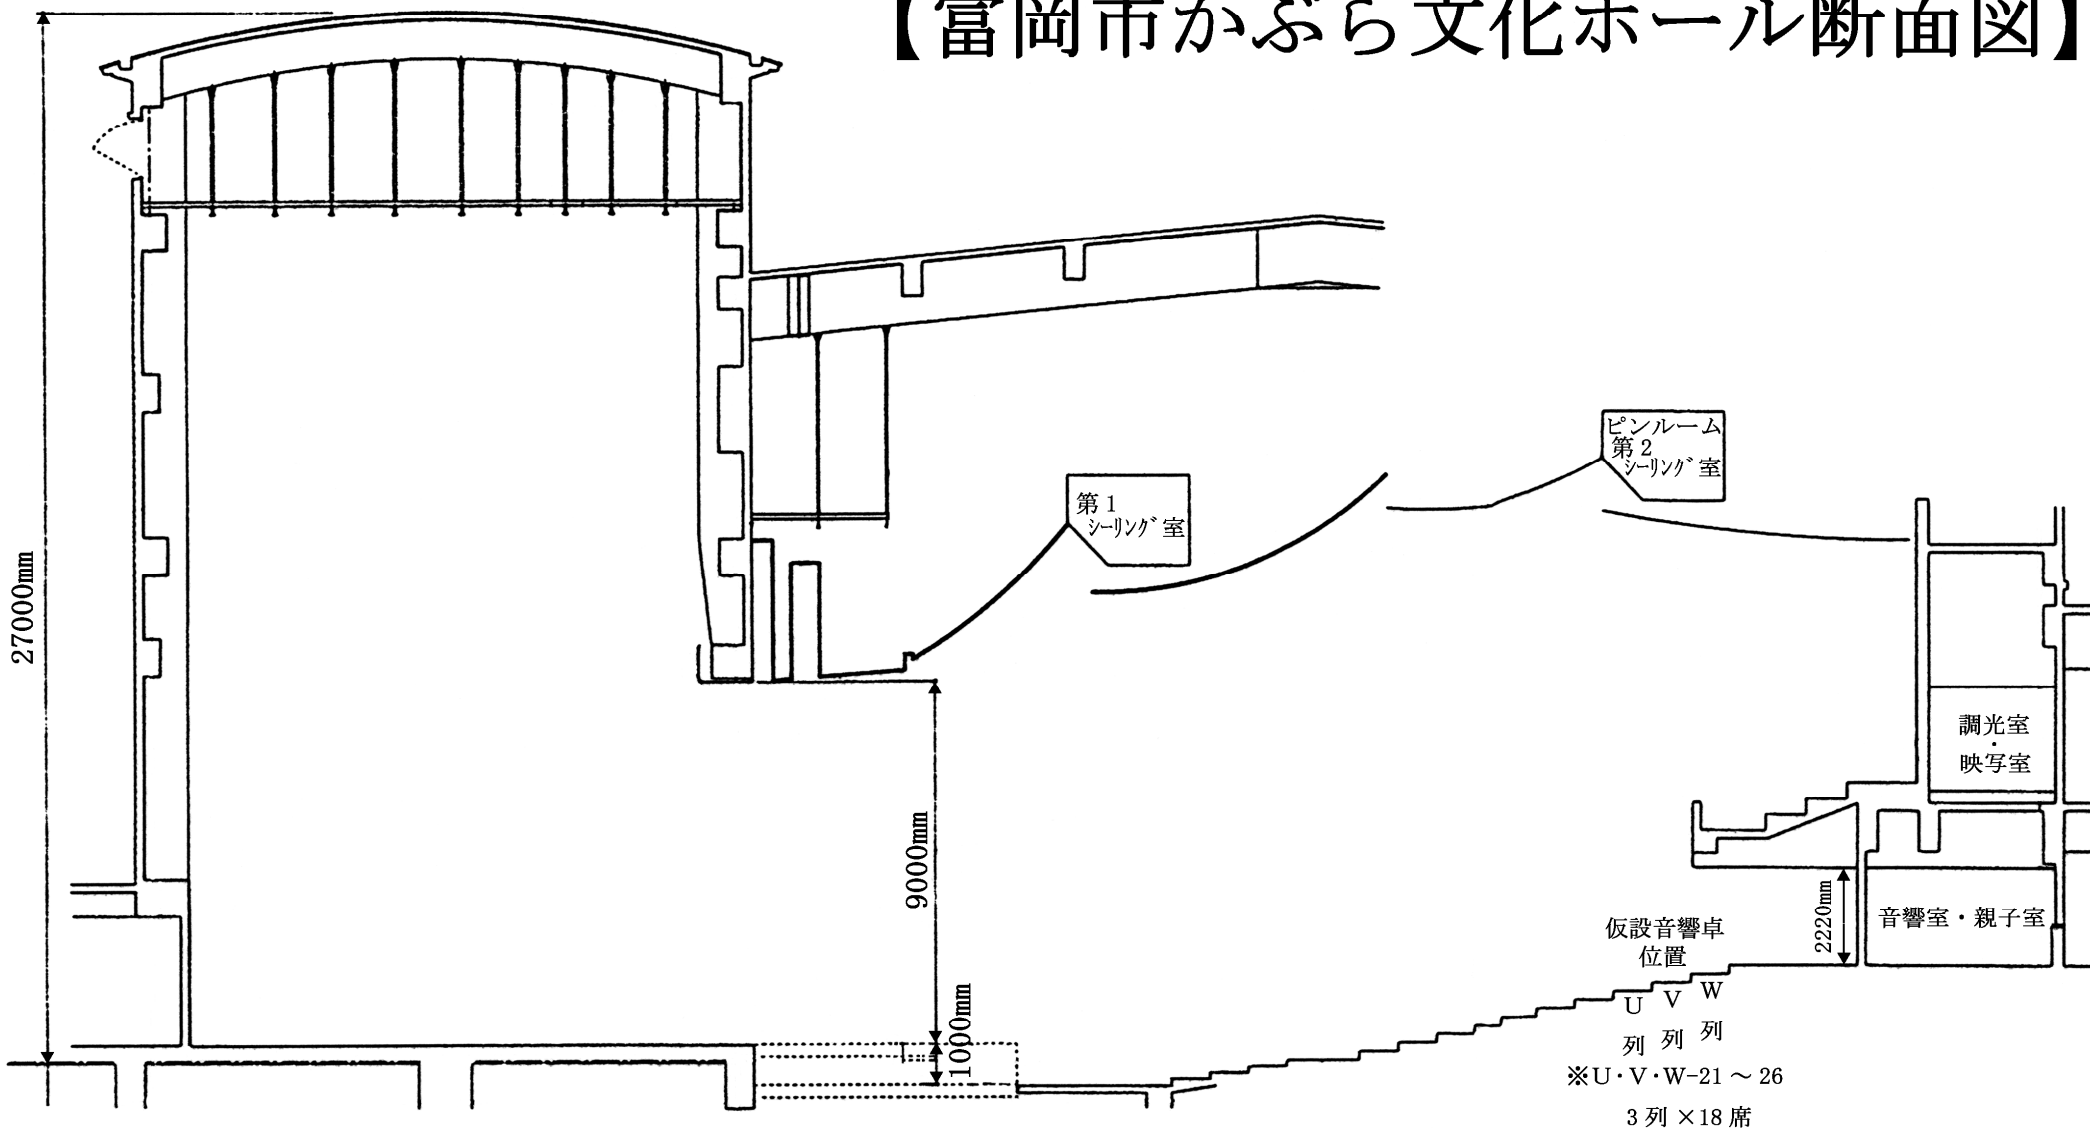 【富岡市かぶら文化ホール断面図】
27000mm
ピンルーム
第2
シーリング室
第1
シーリング室
調光室
・
映写室
9000mm
2220mm
音響室・親子室
仮設音響卓
位置
1000mm
U列
V列
W列
※U・V・W-21～26
3列×18席